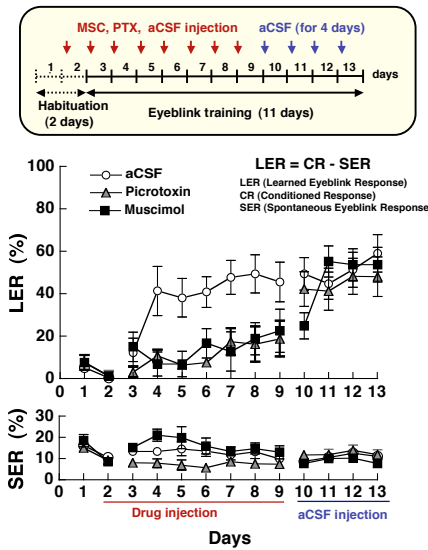 MSC, PTX, aCSF injection aCSF (for 4 days)
1 2 3 4 5 6 7 8 9 10 11 12 13 days
Habituation
(2 days)
Eyeblink training (11 days)
LER = CR - SER
LER (Learned Eyeblink Response)
CR (Conditioned Response)
SER (Spontaneous Eyeblink Response
aCSF
Picrotoxin
Muscimol
LER (%)
100
80
60
40
20
0
0 1 2 3 4 5 6 7 8 9 10 11 12 13
SER (%)
30
20
10
0
0 1 2 3 4 5 6 7 8 9 10 11 12 13
Drug injection aCSF injection
Days